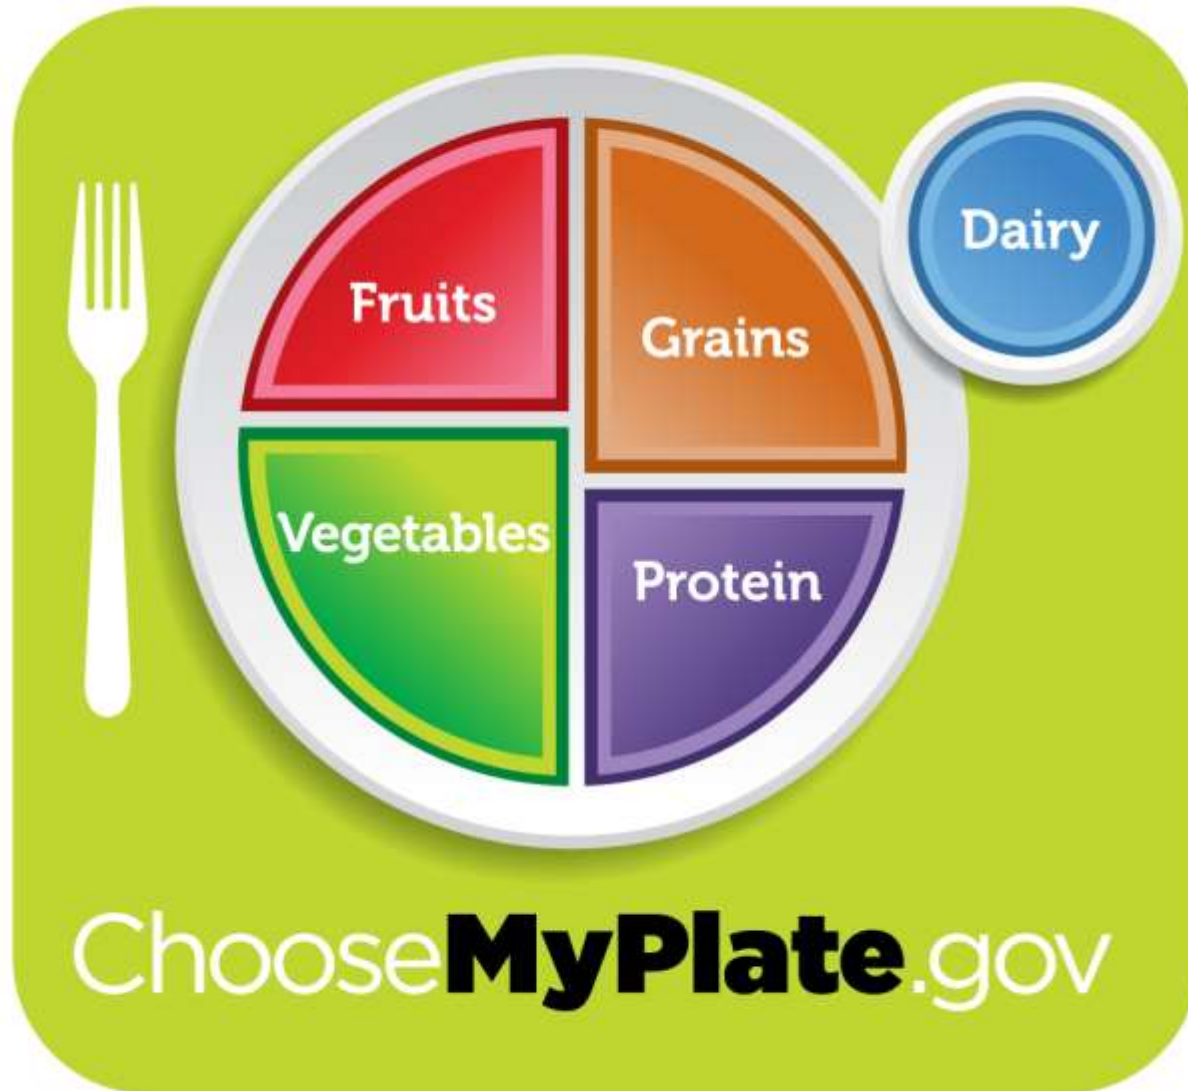 Fruits
Grains
Dairy
Vegetables
Protein
ChooseMyPlate.gov